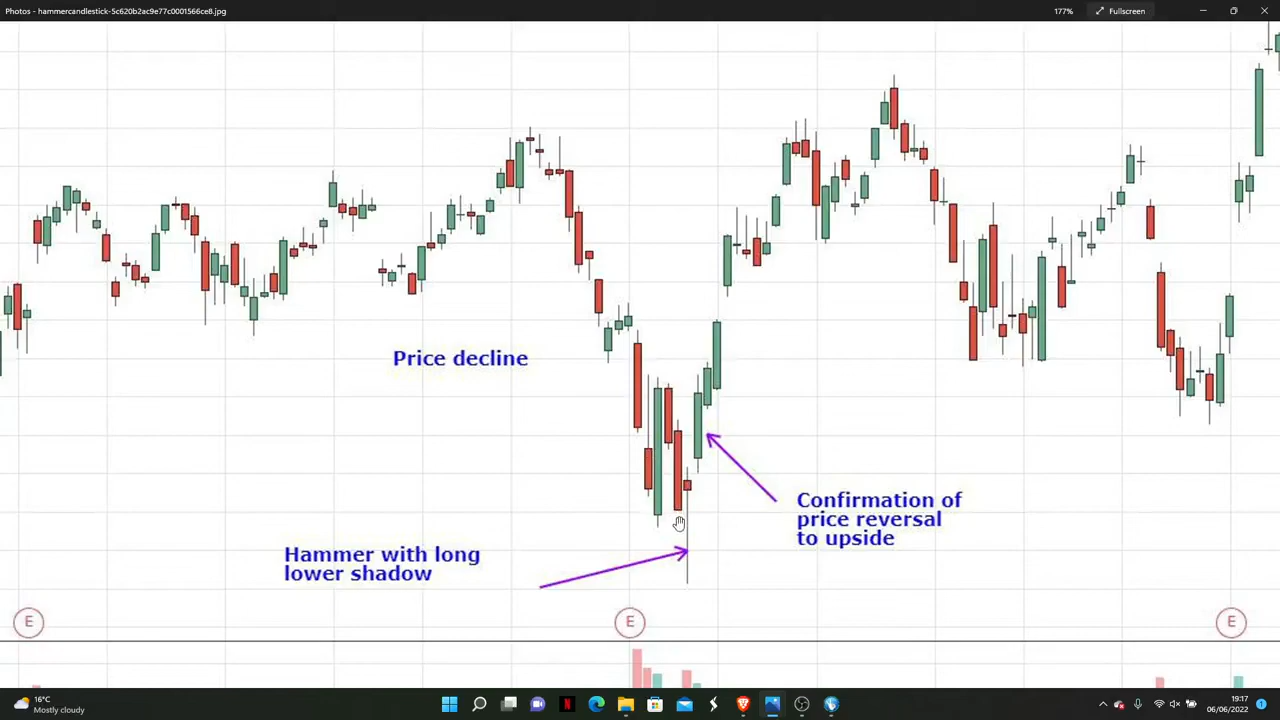 Photos - hammercandlestick-5c620b2ac9e77c0001566ce8.jpg
177%
Fullscreen
Price decline
Confirmation of
price reversal
to upside
Hammer with long
lower shadow
E
E
E
16°C
Mostly cloudy
19:17
06/06/2022